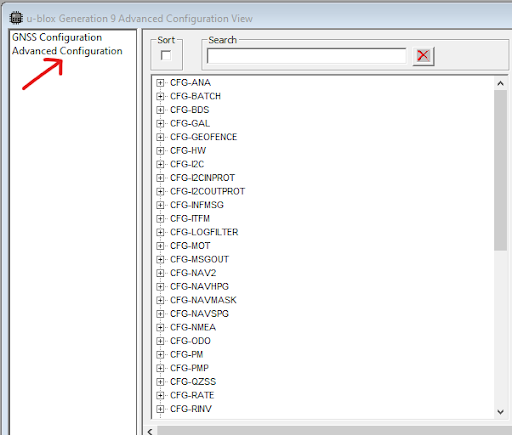 u-blox Generation 9 Advanced Configuration View
GNSS Configuration
Advanced Configuration
Sort
Search
CFG-ANA
CFG-BATCH
CFG-BDS
CFG-GAL
CFG-GEOFENCE
CFG-HW
CFG-I2C
CFG-I2CINPROT
CFG-I2COUTPROT
CFG-INFMSG
CFG-ITFM
CFG-LOGFILTER
CFG-MOT
CFG-MSGOUT
CFG-NAV2
CFG-NAVHPG
CFG-NAVMASK
CFG-NAVSPG
CFG-NMEA
CFG-ODO
CFG-PM
CFG-PMP
CFG-QZSS
CFG-RATE
CFG-RINV